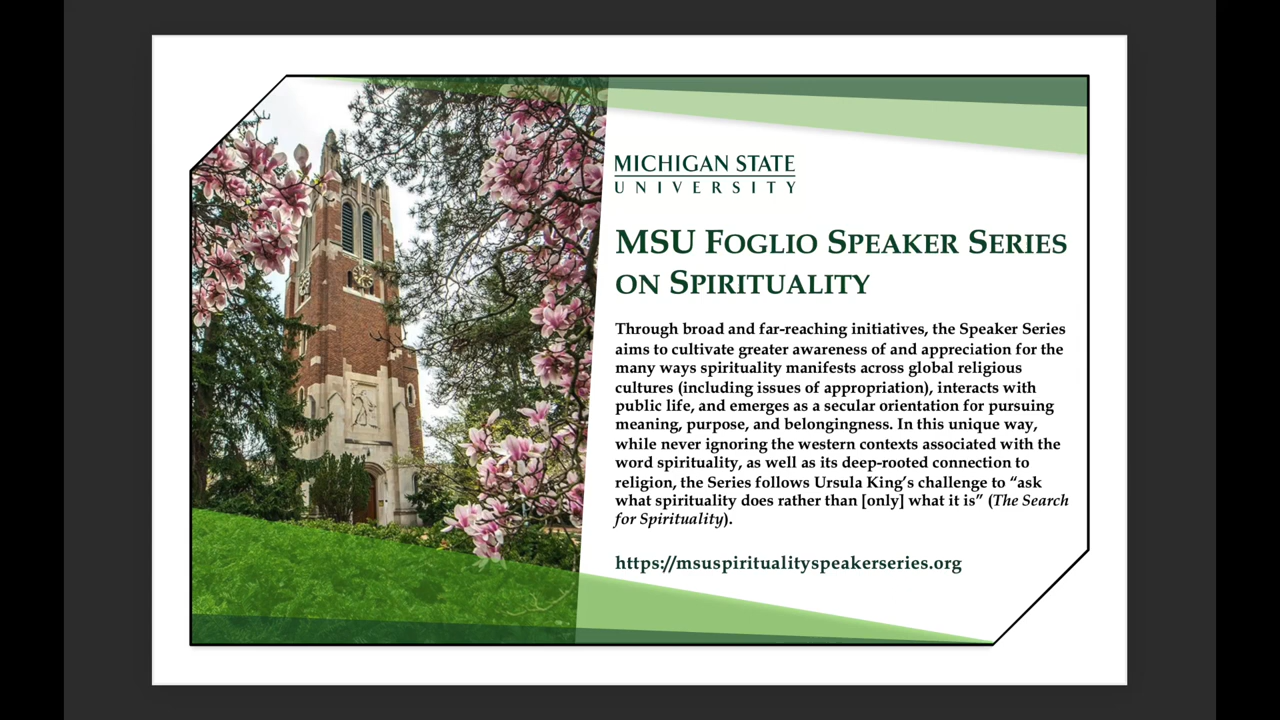 MICHIGAN STATE
UNIVERSITY
MSU FOGLIO SPEAKER SERIES
ON SPIRITUALITY
Through broad and far-reaching initiatives, the Speaker Series
aims to cultivate greater awareness of and appreciation for the
many ways spirituality manifests across global religious
cultures (including issues of appropriation), interacts with
public life, and emerges as a secular orientation for pursuing
meaning, purpose, and belongingness. In this unique way,
while never ignoring the western contexts associated with the
word spirituality, as well as its deep-rooted connection to
religion, the Series follows Ursula King’s challenge to “ask
what spirituality does rather than [only] what it is” (The Search
for Spirituality).
https://msuspiritualityspeakerseries.org